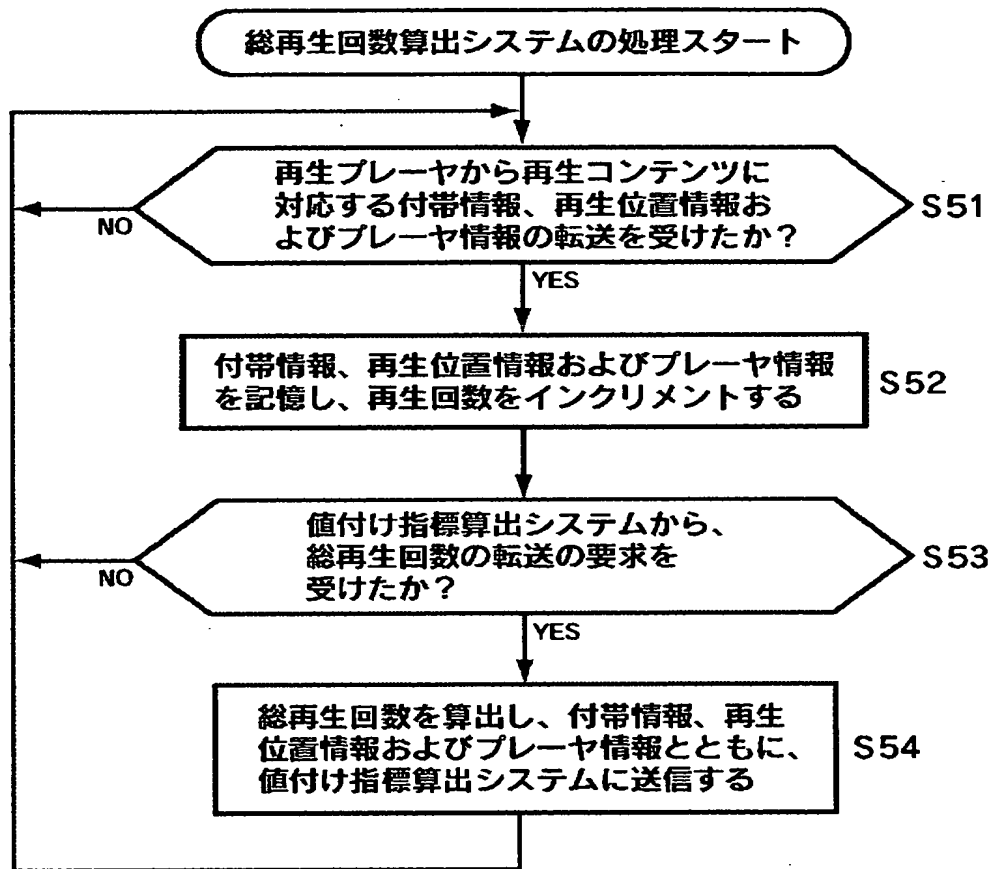 総再生回数算出システムの処理スタート
再生プレーヤから再生コンテンツに
対応する付帯情報、再生位置情報お
よびプレーヤ情報の転送を受けたか？
S51
NO
YES
付帯情報、再生位置情報およびプレーヤ情報
を記憶し、再生回数をインクリメントする
S52
値付け指標算出システムから、
総再生回数の転送の要求を
受けたか？
S53
NO
YES
総再生回数を算出し、付帯情報、再生
位置情報およびプレーヤ情報とともに、
値付け指標算出システムに送信する
S54